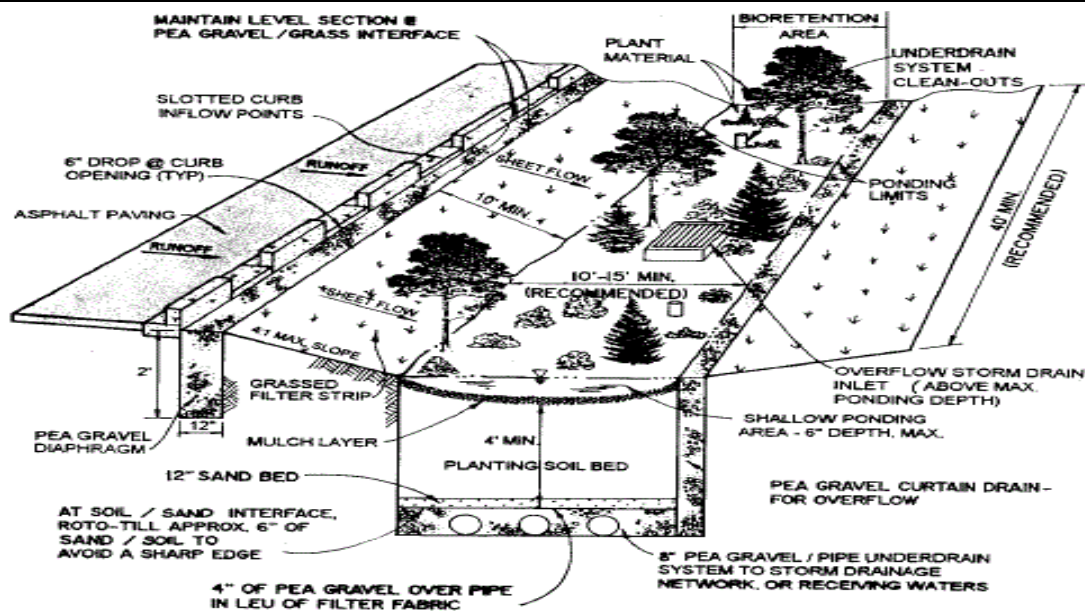 MAINTAIN LEVEL SECTION @
PEA GRAVEL / GRASS INTERFACE
BIORETENTION
AREA
PLANT
MATERIAL
UNDERDRAIN
SYSTEM
CLEAN-OUTS
SLOTTED CURB
INFLOW POINTS
6" DROP @ CURB
OPENING (TYP)
ASPHALT PAVING
RUNOFF
RUNOFF
SHEET FLOW
10' MIN.
PONDING
LIMITS
40' MIN.
(RECOMMENDED)
10'-15' MIN.
(RECOMMENDED)
SHEET FLOW
4:1 MAX. SLOPE
2'
12"
GRASSED
FILTER STRIP
OVERFLOW STORM DRAIN
INLET ( ABOVE MAX.
PONDING DEPTH)
PEA GRAVEL
DIAPHRAGM
MULCH LAYER
4' MIN.
SHALLOW PONDING
AREA - 6" DEPTH, MAX.
PLANTING SOIL BED
12" SAND BED
PEA GRAVEL CURTAIN DRAIN -
FOR OVERFLOW
AT SOIL / SAND INTERFACE,
ROTO-TILL APPROX. 6" OF
SAND / SOIL TO
AVOID A SHARP EDGE
8" PEA GRAVEL / PIPE UNDERDRAIN
SYSTEM TO STORM DRAINAGE
NETWORK, OR RECEIVING WATERS
4" OF PEA GRAVEL OVER PIPE
IN LEU OF FILTER FABRIC